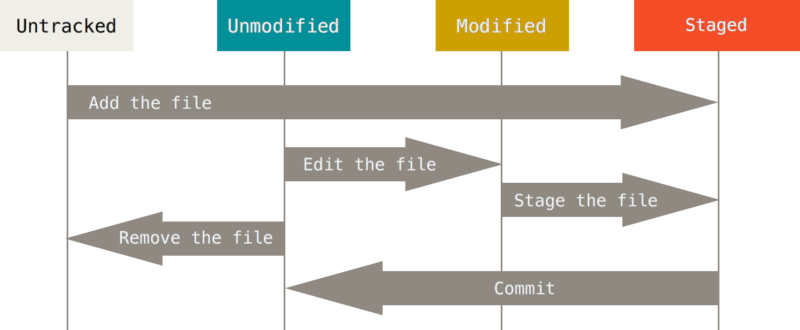 Untracked
Unmodified
Modified
Staged
Add the file
Edit the file
Stage the file
Remove the file
Commit